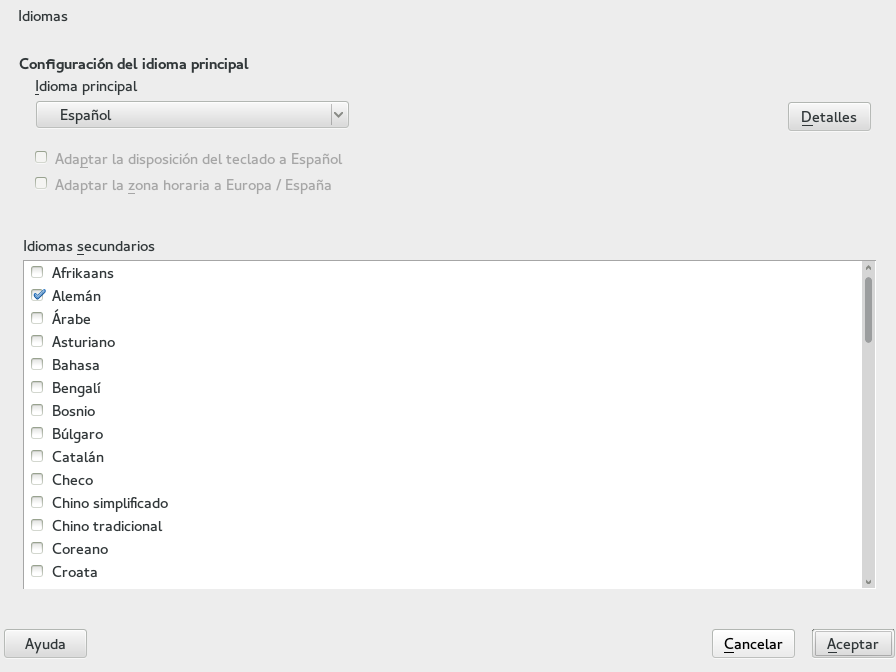 Idiomas
Configuración del idioma principal
Idioma principal
Español
Detalles
Adaptar la disposición del teclado a Español
Adaptar la zona horaria a Europa / España
Idiomas secundarios
Afrikaans
Alemán
Árabe
Asturiano
Bahasa
Bengalí
Bosnio
Búlgaro
Catalán
Checo
Chino simplificado
Chino tradicional
Coreano
Croata
Ayuda
Cancelar
Aceptar